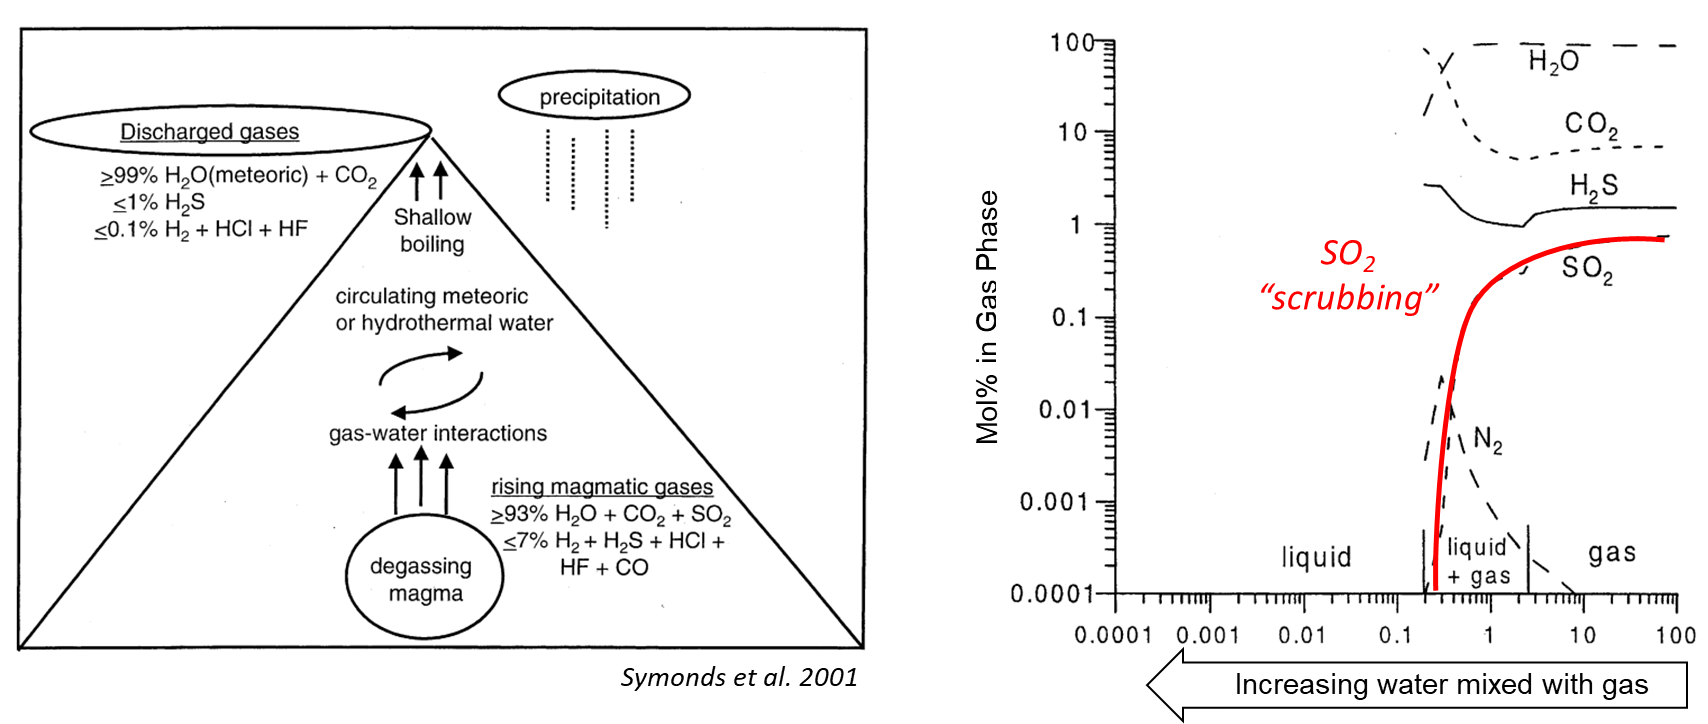 Discharged gases
≥99% H₂O(meteoric) + CO₂
≤1% H₂S
≤0.1% H₂ + HCl + HF
precipitation
Shallow
boiling
circulating meteoric
or hydrothermal water
gas-water interactions
rising magmatic gases
≥93% H₂O + CO₂ + SO₂
≤7% H₂ + H₂S + HCl +
HF + CO
degassing
magma
Symonds et al. 2001
Mol% in Gas Phase
100
10
1
0.1
0.01
0.001
0.0001
H₂O
CO₂
H₂S
SO₂
“scrubbing”
SO₂
N₂
liquid
liquid
+ gas
gas
0.0001 0.001 0.01 0.1 1 10 100
Increasing water mixed with gas